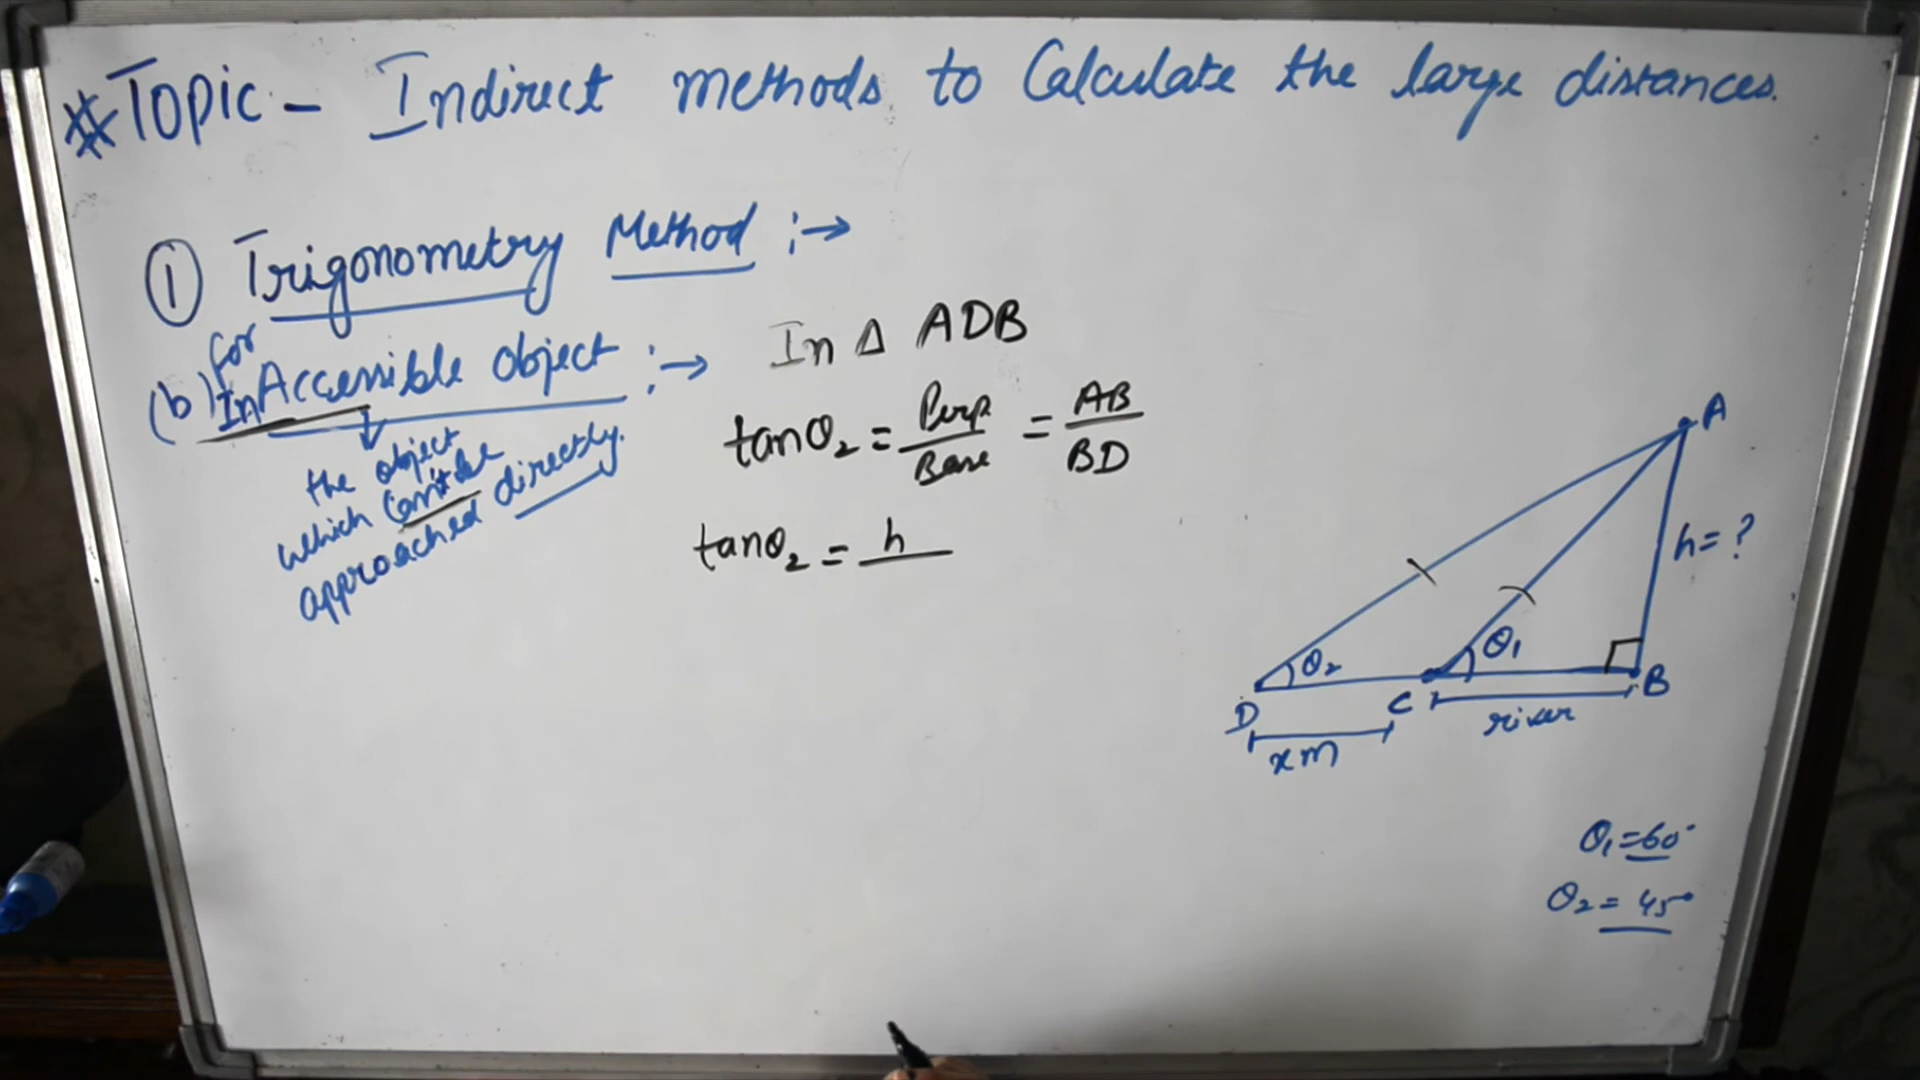 ⁂Topic - Indirect methods to Calculate the large distances.
① Trigonometry Method :→
for
(b) InAccessible object :→
the object
which can't be
approached directly.
In Δ ADB
tanθ₂ = Perp/Base = AB/BD
tanθ₂ = h
A
h = ?
θ₂
θ₁
D
C
B
river
x m
θ₁ = 60°
θ₂ = 45°